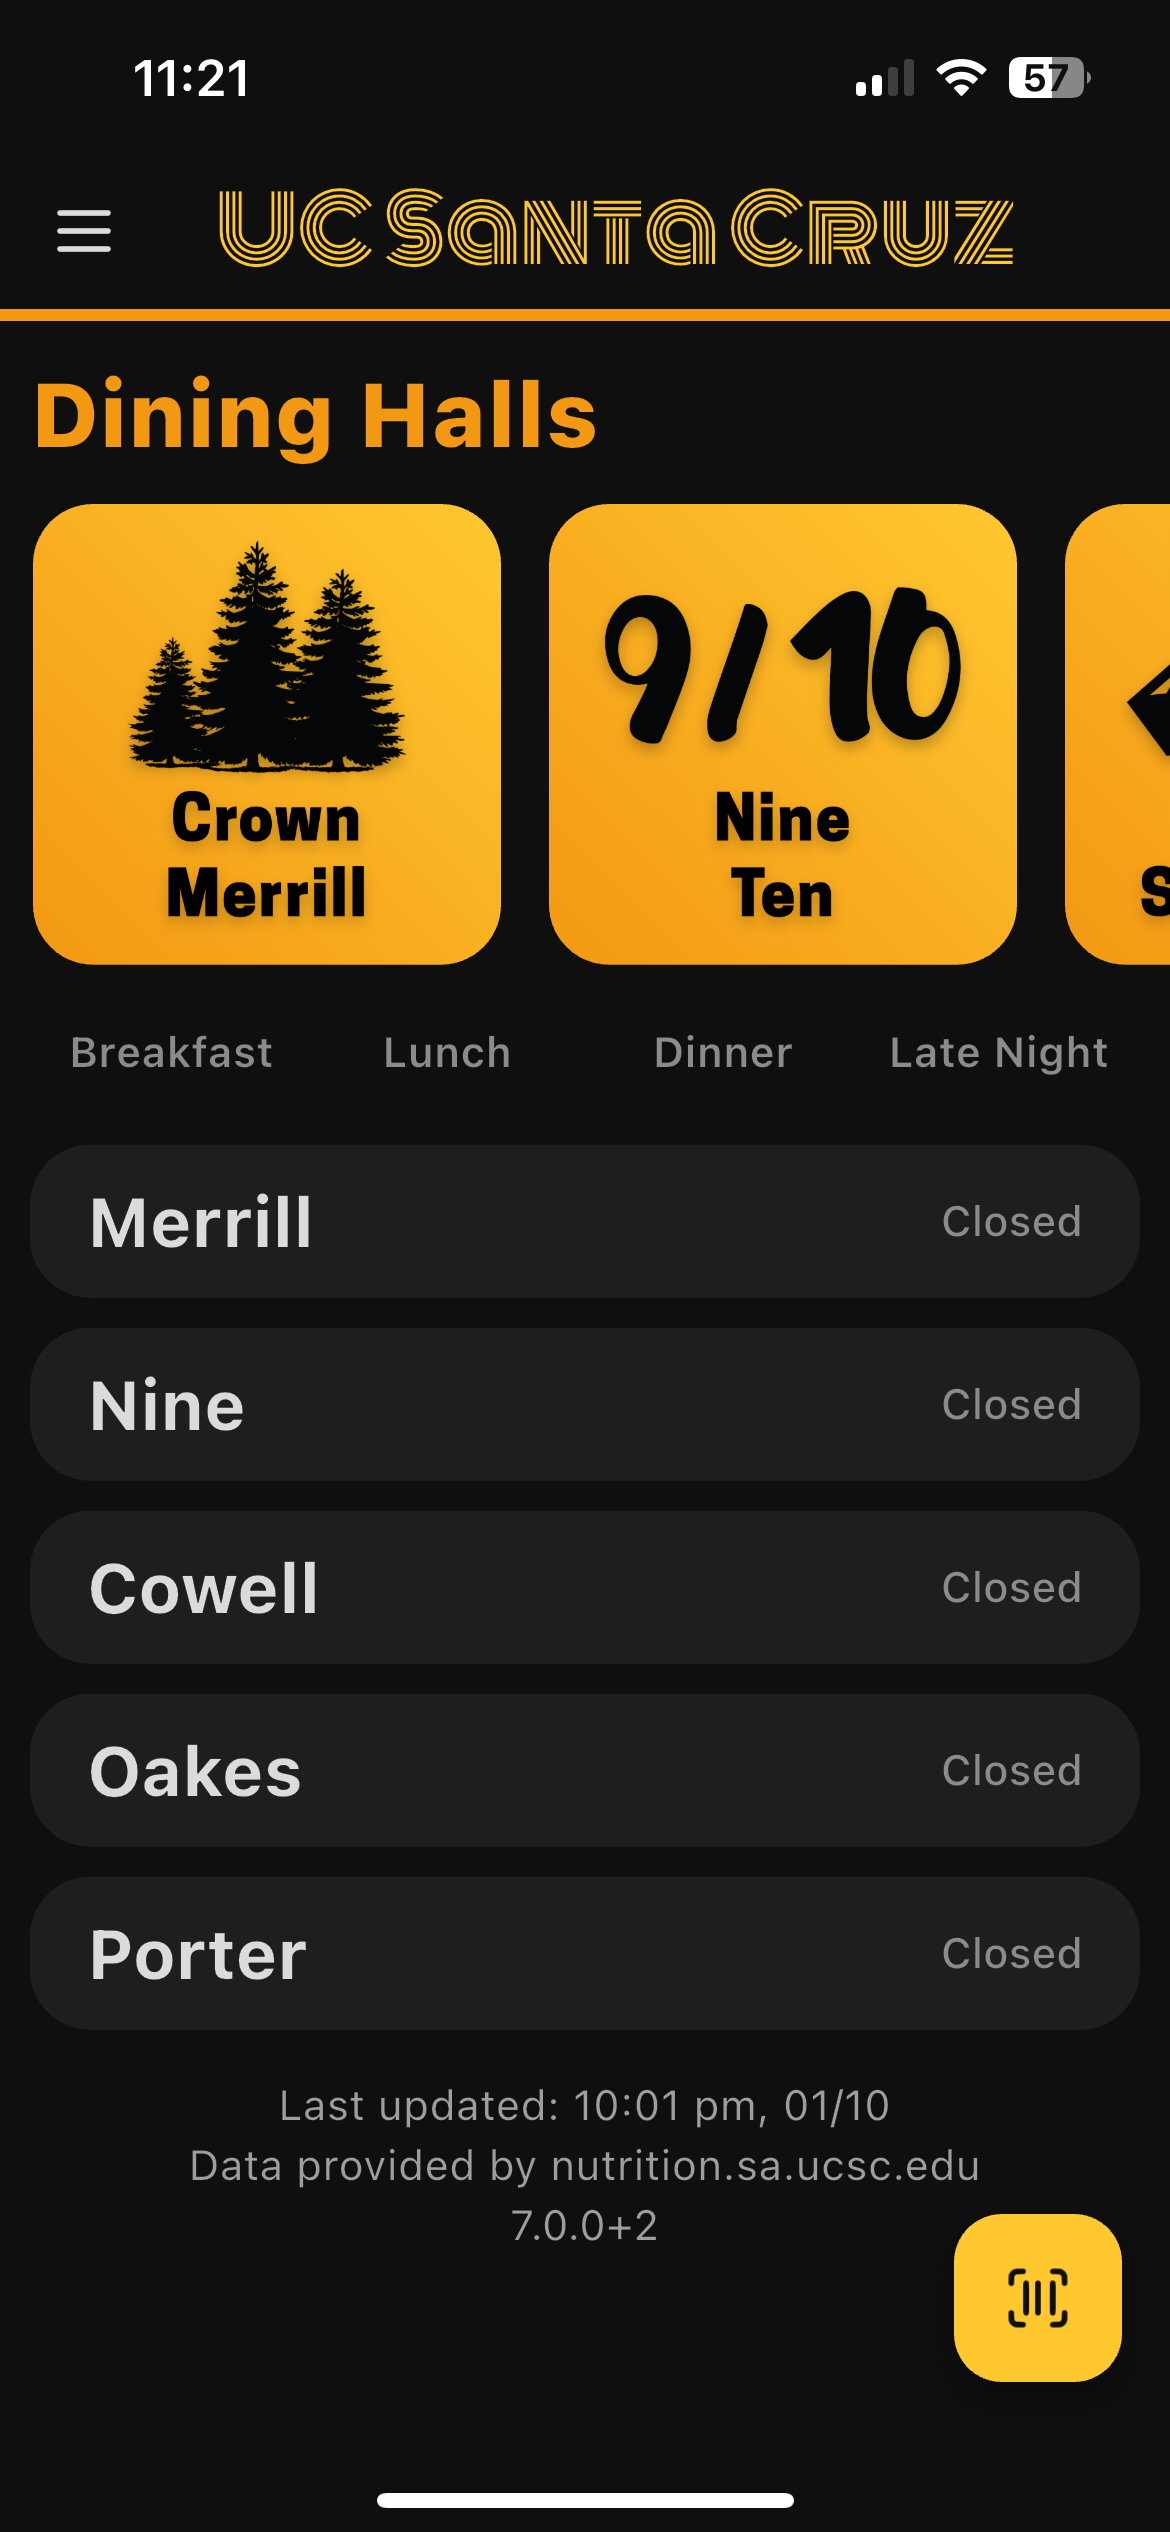 11:21
57
UC Santa Cruz
Dining Halls
9/10
Crown
Merrill
Nine
Ten
S
Breakfast Lunch Dinner Late Night
Merrill Closed
Nine Closed
Cowell Closed
Oakes Closed
Porter Closed
Last updated: 10:01 pm, 01/10
Data provided by nutrition.sa.ucsc.edu
7.0.0+2